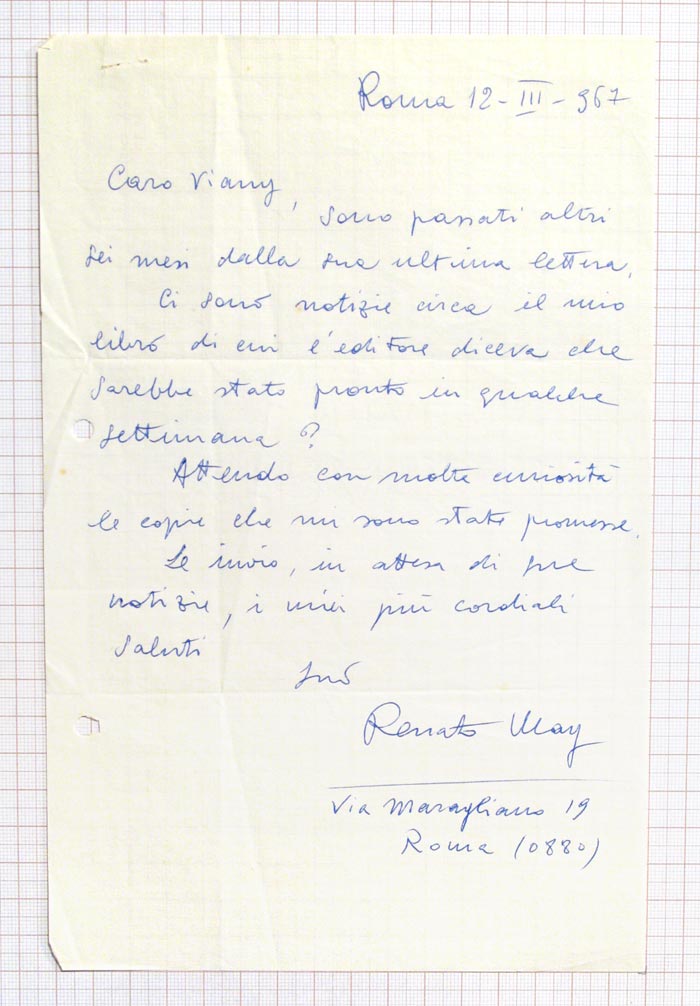 Roma 12-III-967
Caro Viany,
sono passati altri
sei mesi dalla sua ultima lettera.
Ci sono notizie circa il mio
libro di cui l'editore diceva che
sarebbe stato pronto in qualche
settimana?
Attendo con molta curiosità
le copie che mi sono state promesse.
Le invio, in attesa di sue
notizie, i miei più cordiali
saluti
Suo
Renato May
Via Maragliano 19
Roma (0880)